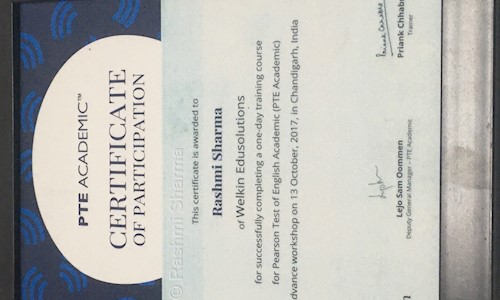 PTE ACADEMIC™
CERTIFICATE
OF PARTICIPATION
© Rashmi Sharma
This certificate is awarded to
Rashmi Sharma
of Welkin Edusolutions
for successfully completing a one-day training course
for Pearson Test of English Academic (PTE Academic)
dvance workshop on 13 October, 2017, in Chandigarh, India
Lejo Sam Oommen
Deputy General Manager – PTE Academic
Priank Chhab
Trainer